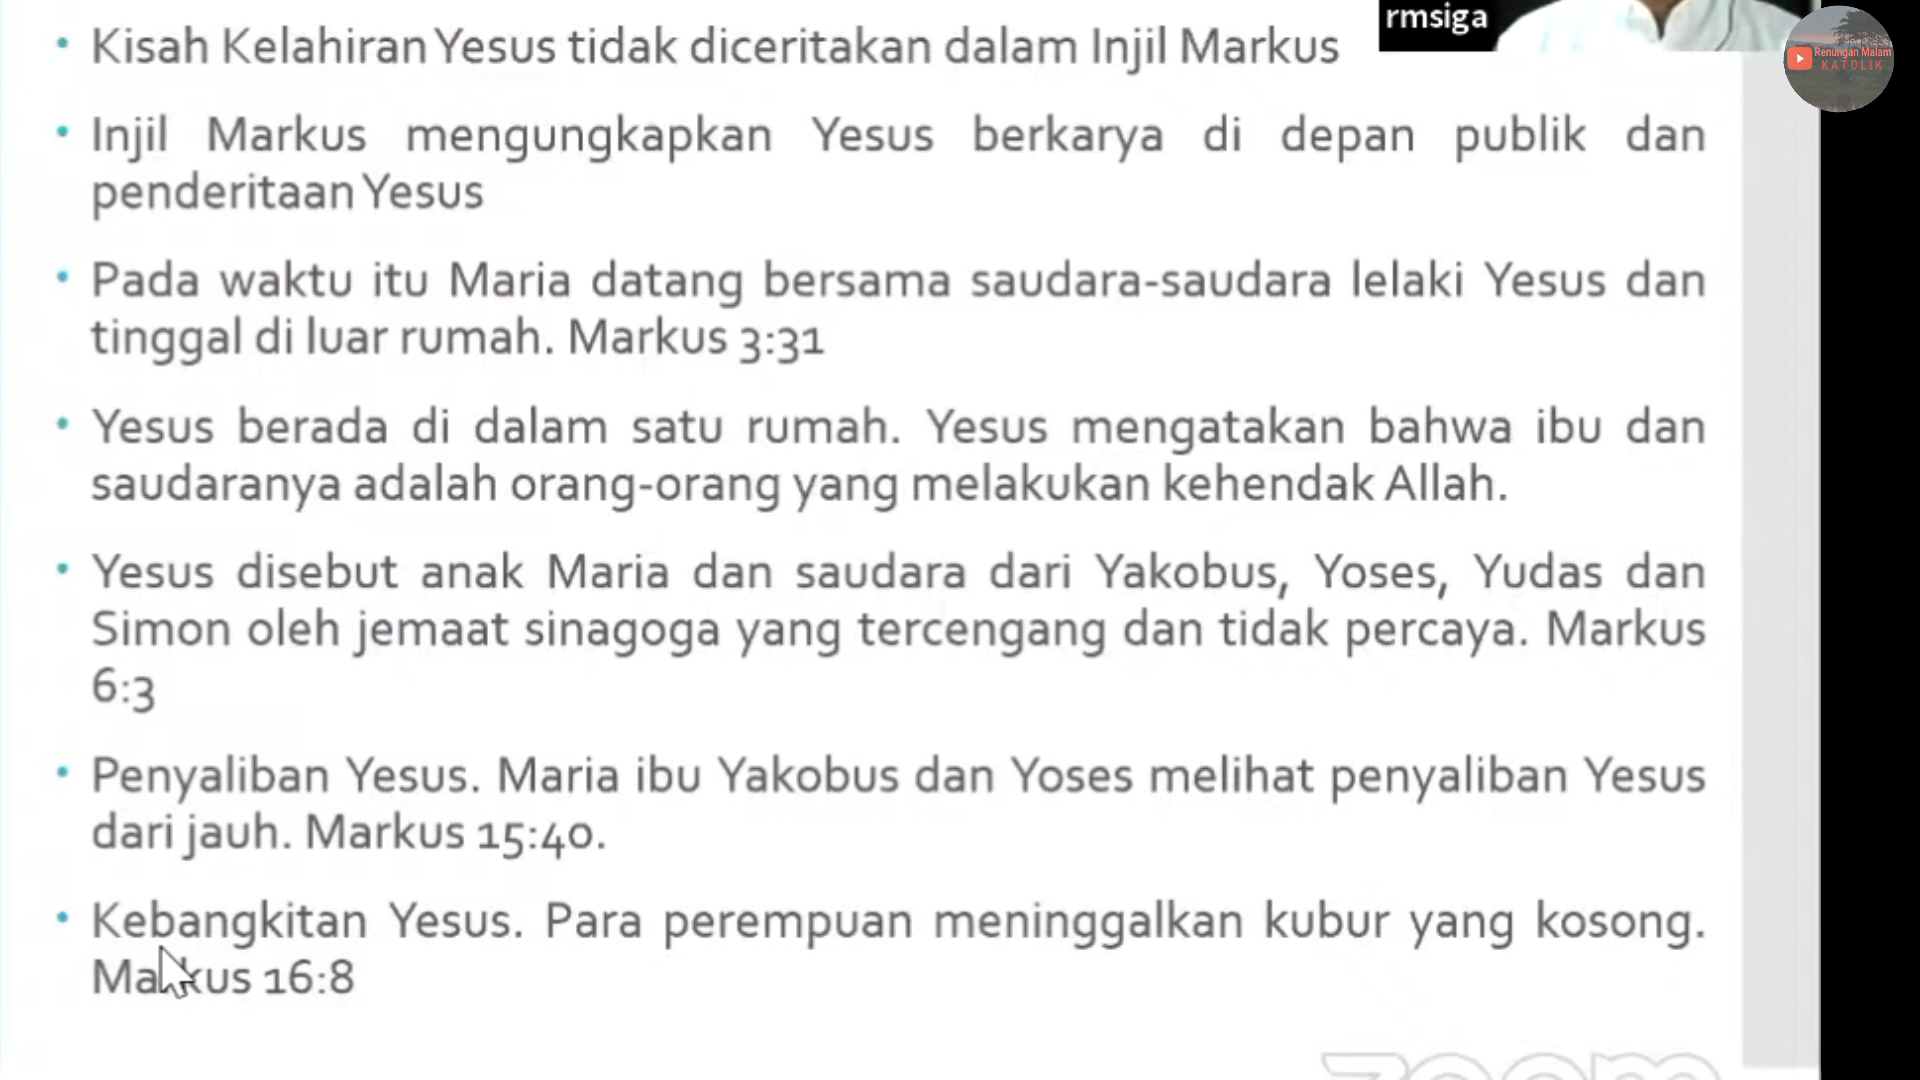 rmsiga
Renungan Malam
KATOLIK
• Kisah Kelahiran Yesus tidak diceritakan dalam Injil Markus
• Injil Markus mengungkapkan Yesus berkarya di depan publik dan
penderitaan Yesus
• Pada waktu itu Maria datang bersama saudara-saudara lelaki Yesus dan
tinggal di luar rumah. Markus 3:31
• Yesus berada di dalam satu rumah. Yesus mengatakan bahwa ibu dan
saudaranya adalah orang-orang yang melakukan kehendak Allah.
• Yesus disebut anak Maria dan saudara dari Yakobus, Yoses, Yudas dan
Simon oleh jemaat sinagoga yang tercengang dan tidak percaya. Markus
6:3
• Penyaliban Yesus. Maria ibu Yakobus dan Yoses melihat penyaliban Yesus
dari jauh. Markus 15:40.
• Kebangkitan Yesus. Para perempuan meninggalkan kubur yang kosong.
Markus 16:8
zoom